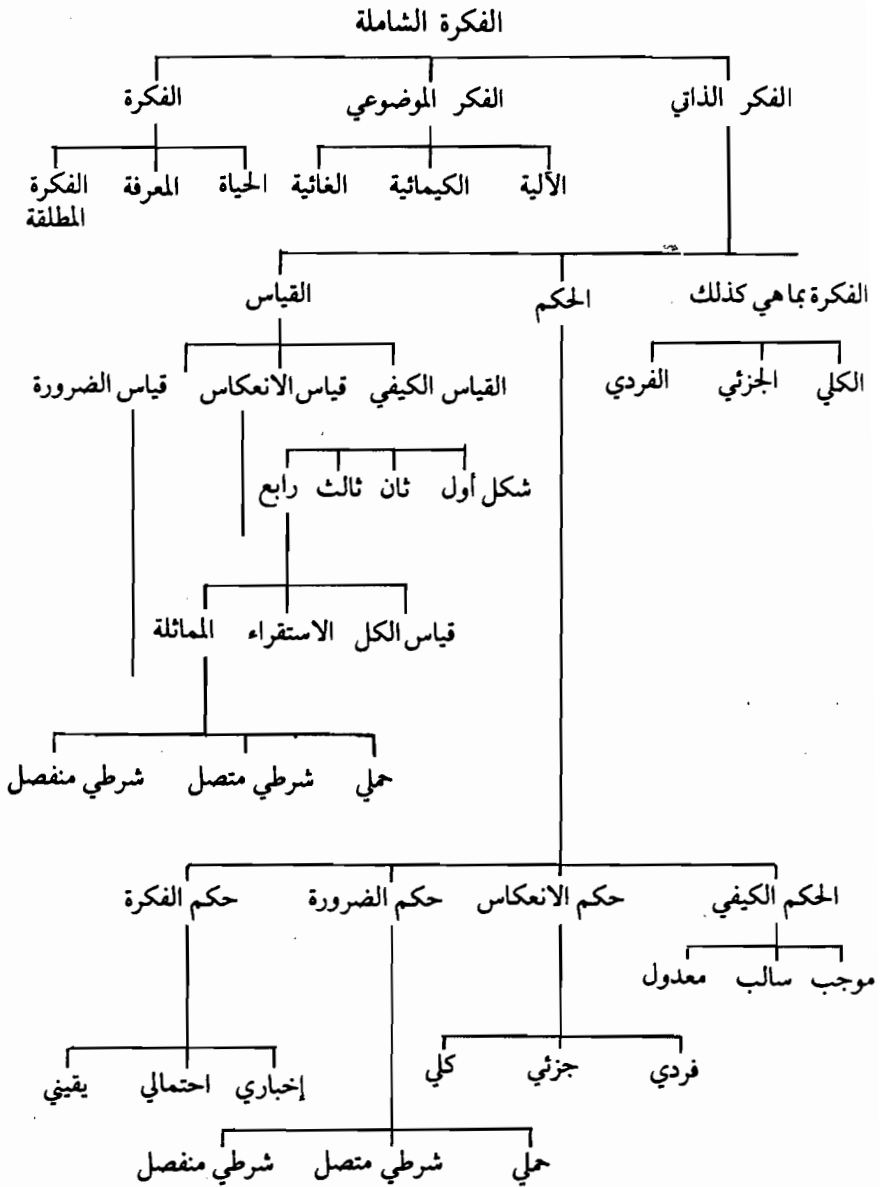 الفكرة الشاملة
الفكر الذاتي
الفكر الموضوعي
الفكرة
الآلية
الكيمائية
الغائية
الحياة
المعرفة
الفكرة
المطلقة
الفكرة بما هي كذلك
الحكم
القياس
الكلي
الجزئي
الفردي
القياس الكيفي
قياس الانعكاس
قياس الضرورة
شكل أول
ثان
ثالث
رابع
قياس الكل
الاستقراء
المماثلة
حملي
شرطي متصل
شرطي منفصل
الحكم الكيفي
حكم الانعكاس
حكم الضرورة
حكم الفكرة
موجب
سالب
معدول
فردي
جزئي
كلي
إخباري
احتمالي
يقيني
حملي
شرطي متصل
شرطي منفصل